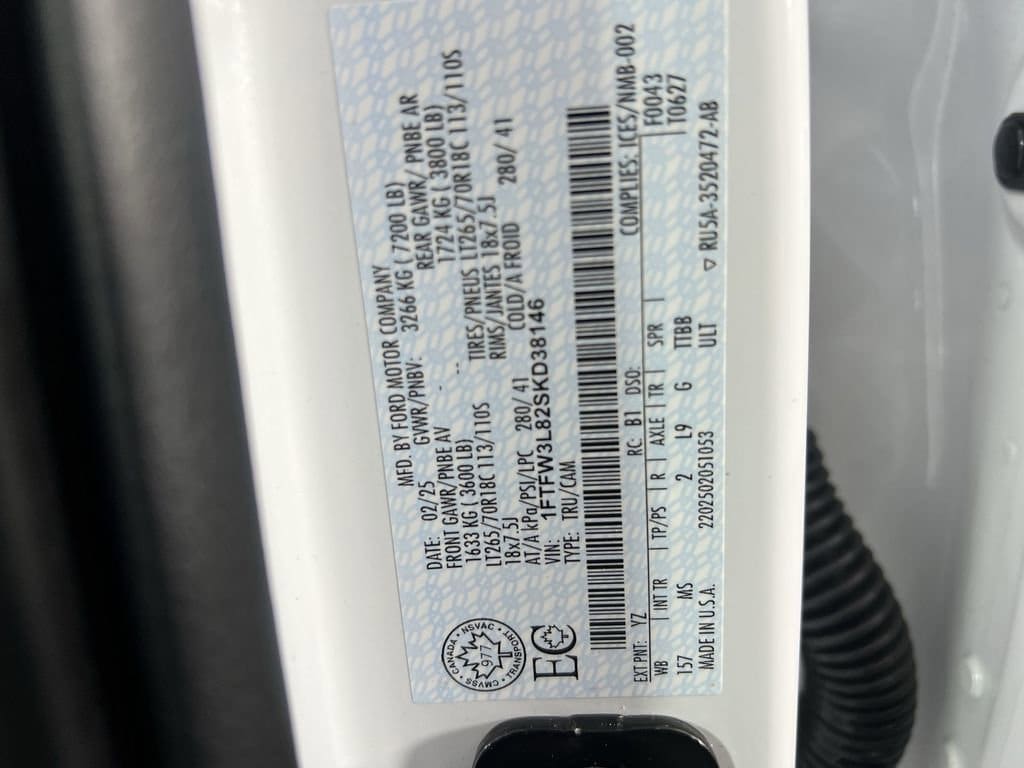 MFD. BY FORD MOTOR COMPANY
DATE: 02/25 GVWR/PNBV: 3266 KG ( 7200 LB)
FRONT GAWR/PNBE AV REAR GAWR/ PNBE AR
1633 KG ( 3600 LB) 1724 KG ( 3800 LB)
LT265/70R18C 113/110S TIRES/PNEUS LT265/70R18C 113/110S
18x7.5J RIMS/JANTES 18x7.5J
AT/A kPa/PSI/LPC 280/ 41 COLD/A FROID 280/ 41
VIN: 1FTFW3L82SKD38146
TYPE: TRU/CAM
CANADA • NSVAC • TRANSPORT • CMVSS
977
EC
COMPLIES: ICES/NMB-002
EXT PNT: YZ RC: B1 DSO: F0043
WB INT TR TP/PS R AXLE TR SPR T0627
157 MS 2 L9 G TTBB
MADE IN U.S.A. 220250205 1053 ULT ▽ RU5A-3520472-AB